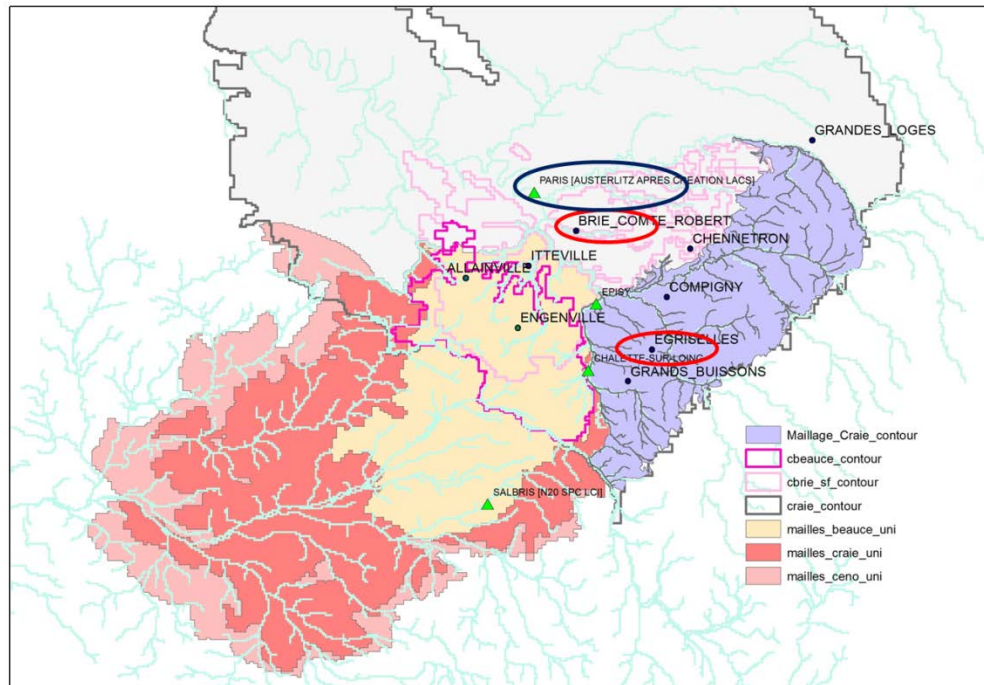 GRANDES_LOGES
PARIS [AUSTERLITZ APRES CREATION LACS]
BRIE_COMTE_ROBERT
CHENNETRON
ITTEVILLE
ALLAINVILLE
EPISY
COMPIGNY
ENGENVILLE
EGRISELLES
CHALETTE-SUR-LOING
GRANDS_BUISSONS
SALBRIS [N20 SPC LCI]
Maillage_Craie_contour
cbeauce_contour
cbrie_sf_contour
craie_contour
mailles_beauce_uni
mailles_craie_uni
mailles_ceno_uni